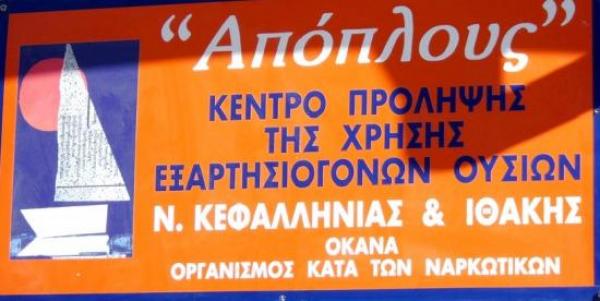 “Απόπλους”
ΚΕΝΤΡΟ ΠΡΟΛΗΨΗΣ
ΤΗΣ ΧΡΗΣΗΣ
ΕΞΑΡΤΗΣΙΟΓΟΝΩΝ ΟΥΣΙΩΝ
Ν. ΚΕΦΑΛΛΗΝΙΑΣ & ΙΘΑΚΗΣ
ΟΚΑΝΑ
ΟΡΓΑΝΙΣΜΟΣ ΚΑΤΑ ΤΩΝ ΝΑΡΚΩΤΙΚΩΝ